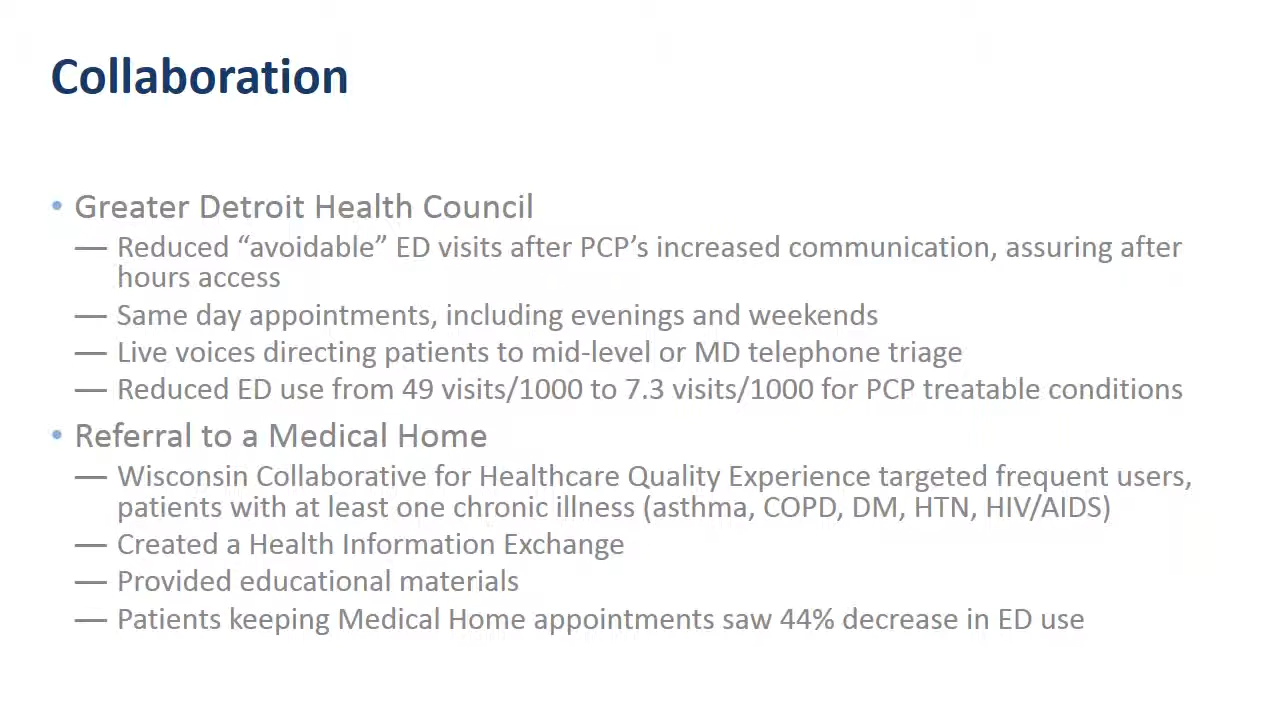 Collaboration
• Greater Detroit Health Council
— Reduced “avoidable” ED visits after PCP’s increased communication, assuring after
hours access
— Same day appointments, including evenings and weekends
— Live voices directing patients to mid-level or MD telephone triage
— Reduced ED use from 49 visits/1000 to 7.3 visits/1000 for PCP treatable conditions
• Referral to a Medical Home
— Wisconsin Collaborative for Healthcare Quality Experience targeted frequent users,
patients with at least one chronic illness (asthma, COPD, DM, HTN, HIV/AIDS)
— Created a Health Information Exchange
— Provided educational materials
— Patients keeping Medical Home appointments saw 44% decrease in ED use